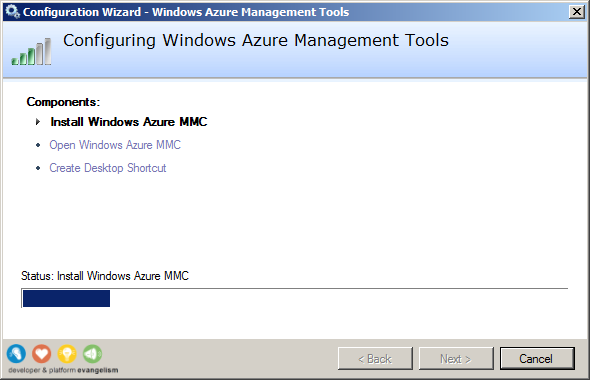 Configuration Wizard - Windows Azure Management Tools
Configuring Windows Azure Management Tools
Components:
Install Windows Azure MMC
Open Windows Azure MMC
Create Desktop Shortcut
Status: Install Windows Azure MMC
< Back
Next >
Cancel
developer & platform evangelism